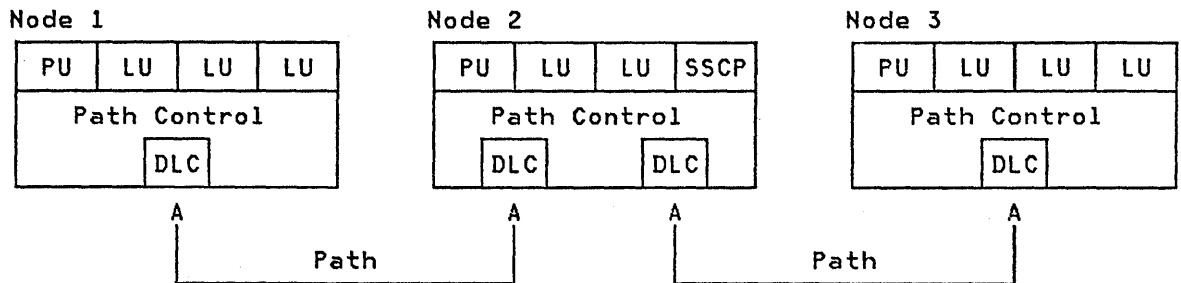 Node 1 Node 2 Node 3
PU LU LU LU PU LU LU SSCP PU LU LU LU
Path Control Path Control Path Control
DLC DLC DLC DLC
A A A A
Path Path